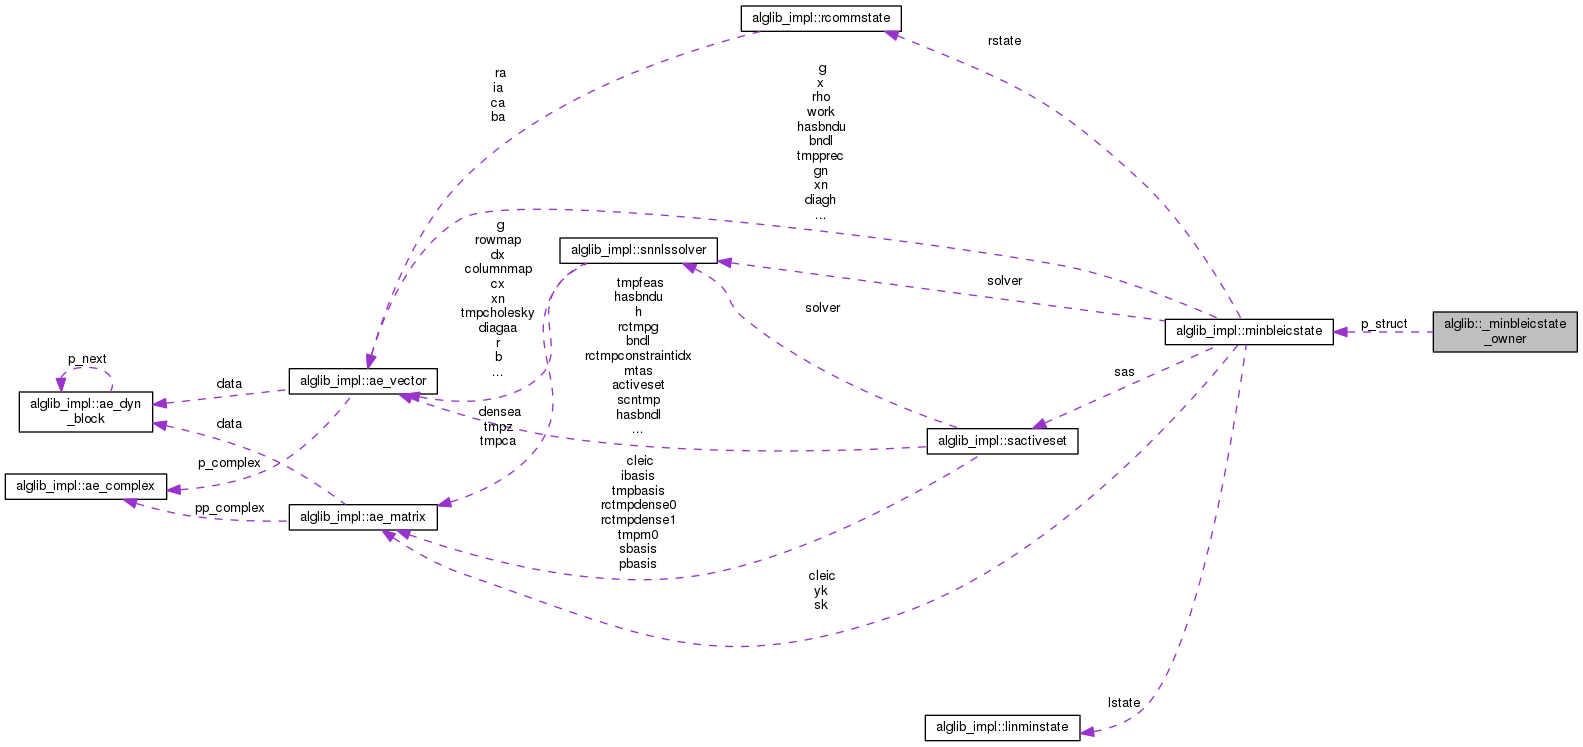 alglib_impl::rcommstate
rstate
ra
ia
ca
ba
g
x
rho
work
hasbndu
bndl
tmpprec
gn
xn
diagh
...
g
rowmap
dx
columnmap
cx
xn
tmpcholesky
diagaa
r
b
...
alglib_impl::snnlssolver
solver
solver
tmpfeas
hasbndu
h
rctmpg
bndl
rctmpconstraintidx
mtas
activeset
scntmp
hasbndl
...
alglib_impl::minbleicstate
p_struct
alglib::_minbleicstate
_owner
p_next
alglib_impl::ae_dyn
_block
data
alglib_impl::ae_vector
sas
data
densea
tmpz
tmpca
alglib_impl::sactiveset
p_complex
alglib_impl::ae_complex
pp_complex
alglib_impl::ae_matrix
cleic
ibasis
tmpbasis
rctmpdense0
rctmpdense1
tmpm0
sbasis
pbasis
cleic
yk
sk
lstate
alglib_impl::linminstate